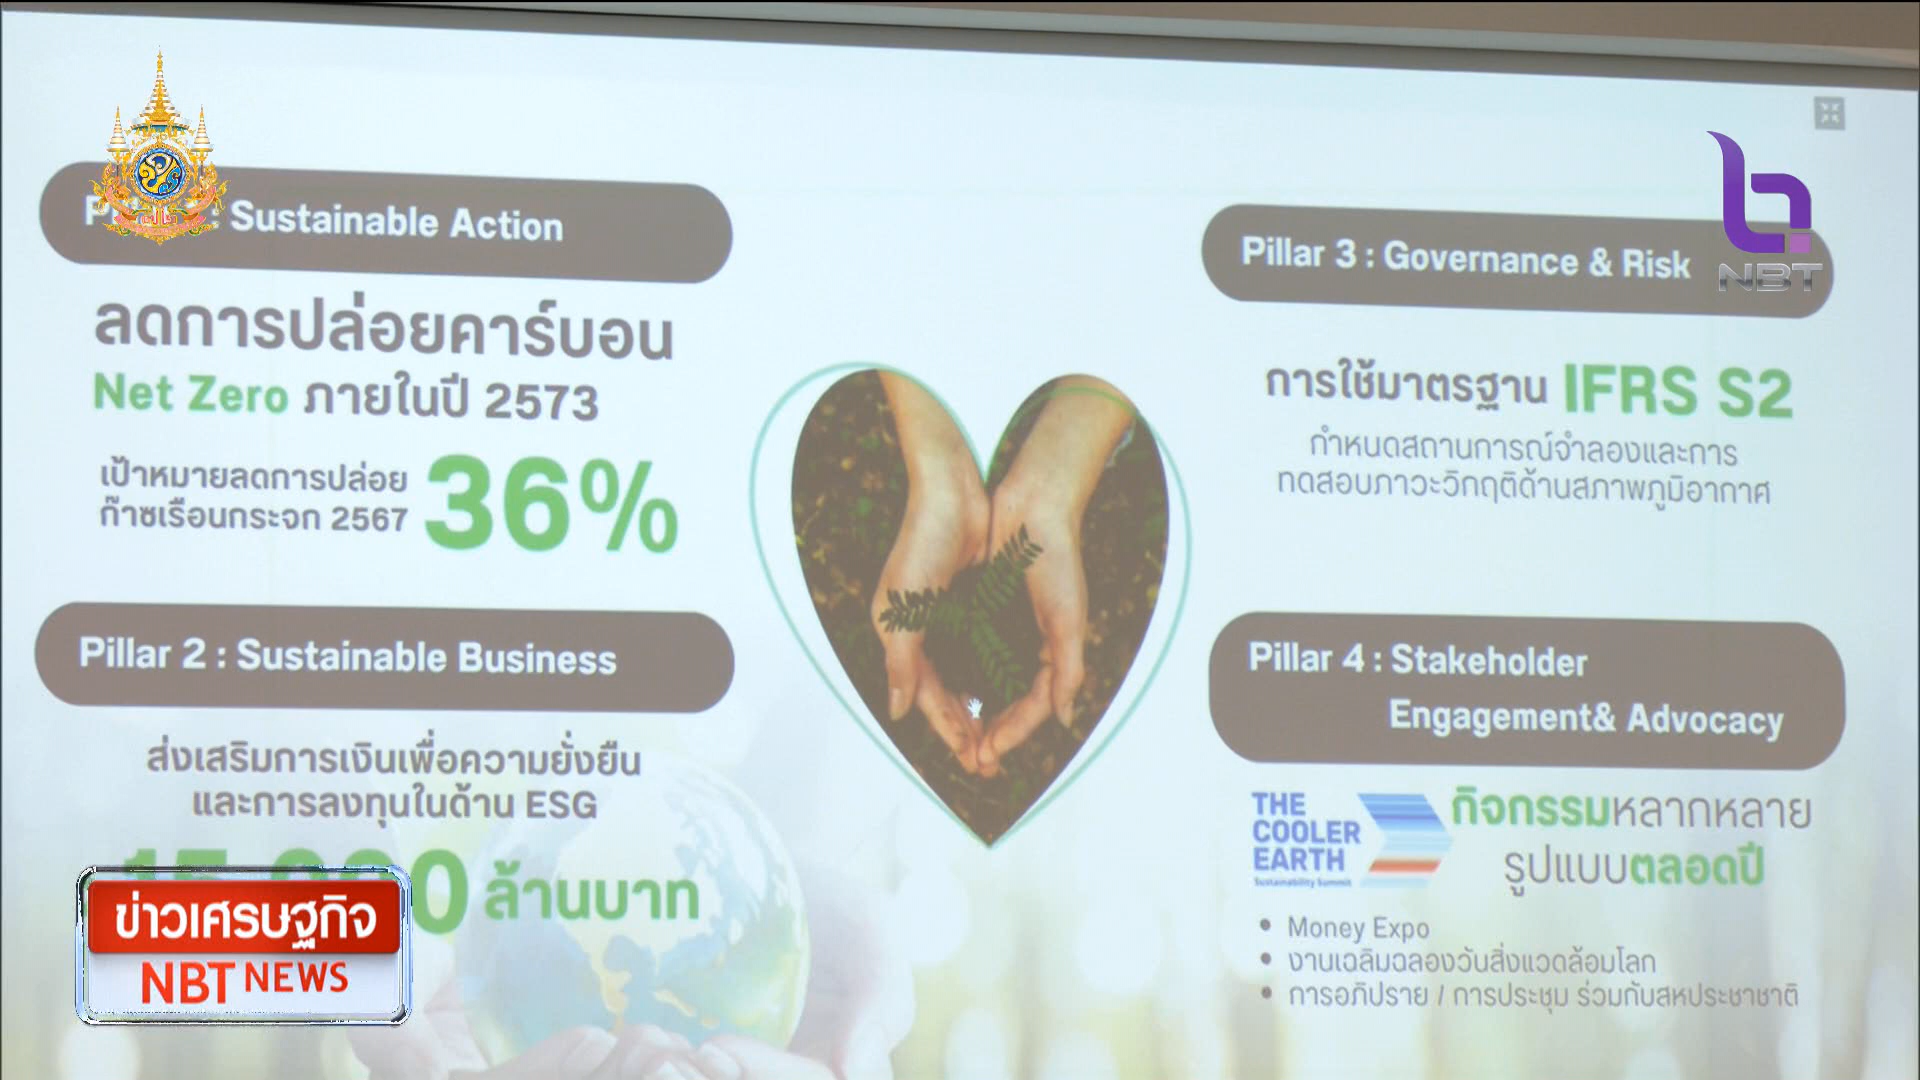 : Sustainable Action
ลดการปล่อยคาร์บอน
Net Zero ภายในปี 2573
เป้าหมายลดการปล่อย
ก๊าซเรือนกระจก 2567
36%
Pillar 2 : Sustainable Business
ส่งเสริมการเงินเพื่อความยั่งยืน
และการลงทุนในด้าน ESG
ล้านบาท
Pillar 3 : Governance & Risk
การใช้มาตรฐาน IFRS S2
กำหนดสถานการณ์จำลองและการ
ทดสอบภาวะวิกฤติด้านสภาพภูมิอากาศ
Pillar 4 : Stakeholder
Engagement& Advocacy
THE
COOLER
EARTH
Sustainability Summit
กิจกรรมหลากหลาย
รูปแบบตลอดปี
• Money Expo
• งานเฉลิมฉลองวันสิ่งแวดล้อมโลก
• การอภิปราย / การประชุม ร่วมกับสหประชาชาติ
NBT
ข่าวเศรษฐกิจ
NBT NEWS